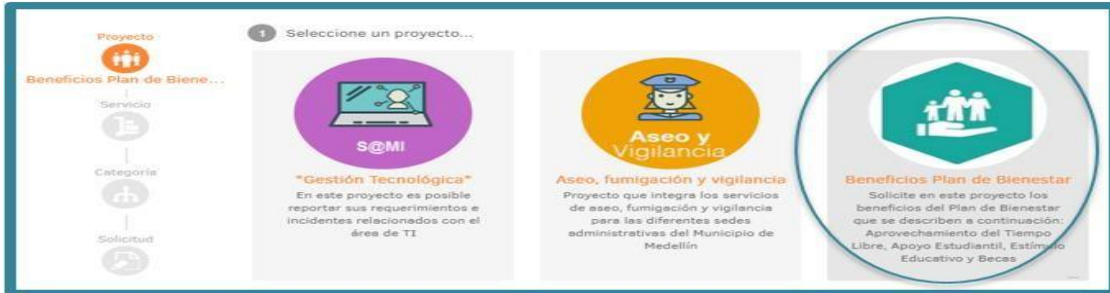 Proyecto
Beneficios Plan de Biene...
Servicio
Categoría
Solicitud
1 Seleccione un proyecto...
S@MI
"Gestión Tecnológica"
En este proyecto es posible
reportar sus requerimientos e
incidentes relacionados con el
área de TI
Aseo y
Vigilancia
Aseo, fumigación y vigilancia
Proyecto que integra los servicios
de aseo, fumigación y vigilancia
para las diferentes sedes
administrativas del Municipio de
Medellín
Beneficios Plan de Bienestar
Solicite en este proyecto los
beneficios del Plan de Bienestar
que se describen a continuación:
Aprovechamiento del Tiempo
Libre, Apoyo Estudiantil, Estímulo
Educativo y Becas